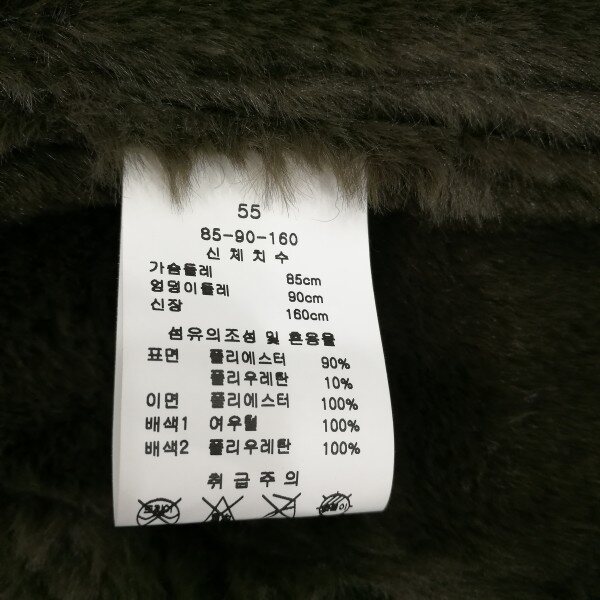 55
85-90-160
신체치수
가슴둘레 85cm
엉덩이둘레 90cm
신장 160cm
섬유의조성 및 혼용율
표면 폴리에스터 90%
폴리우레탄 10%
이면 폴리에스터 100%
배색1 여우털 100%
배색2 폴리우레탄 100%
취급주의